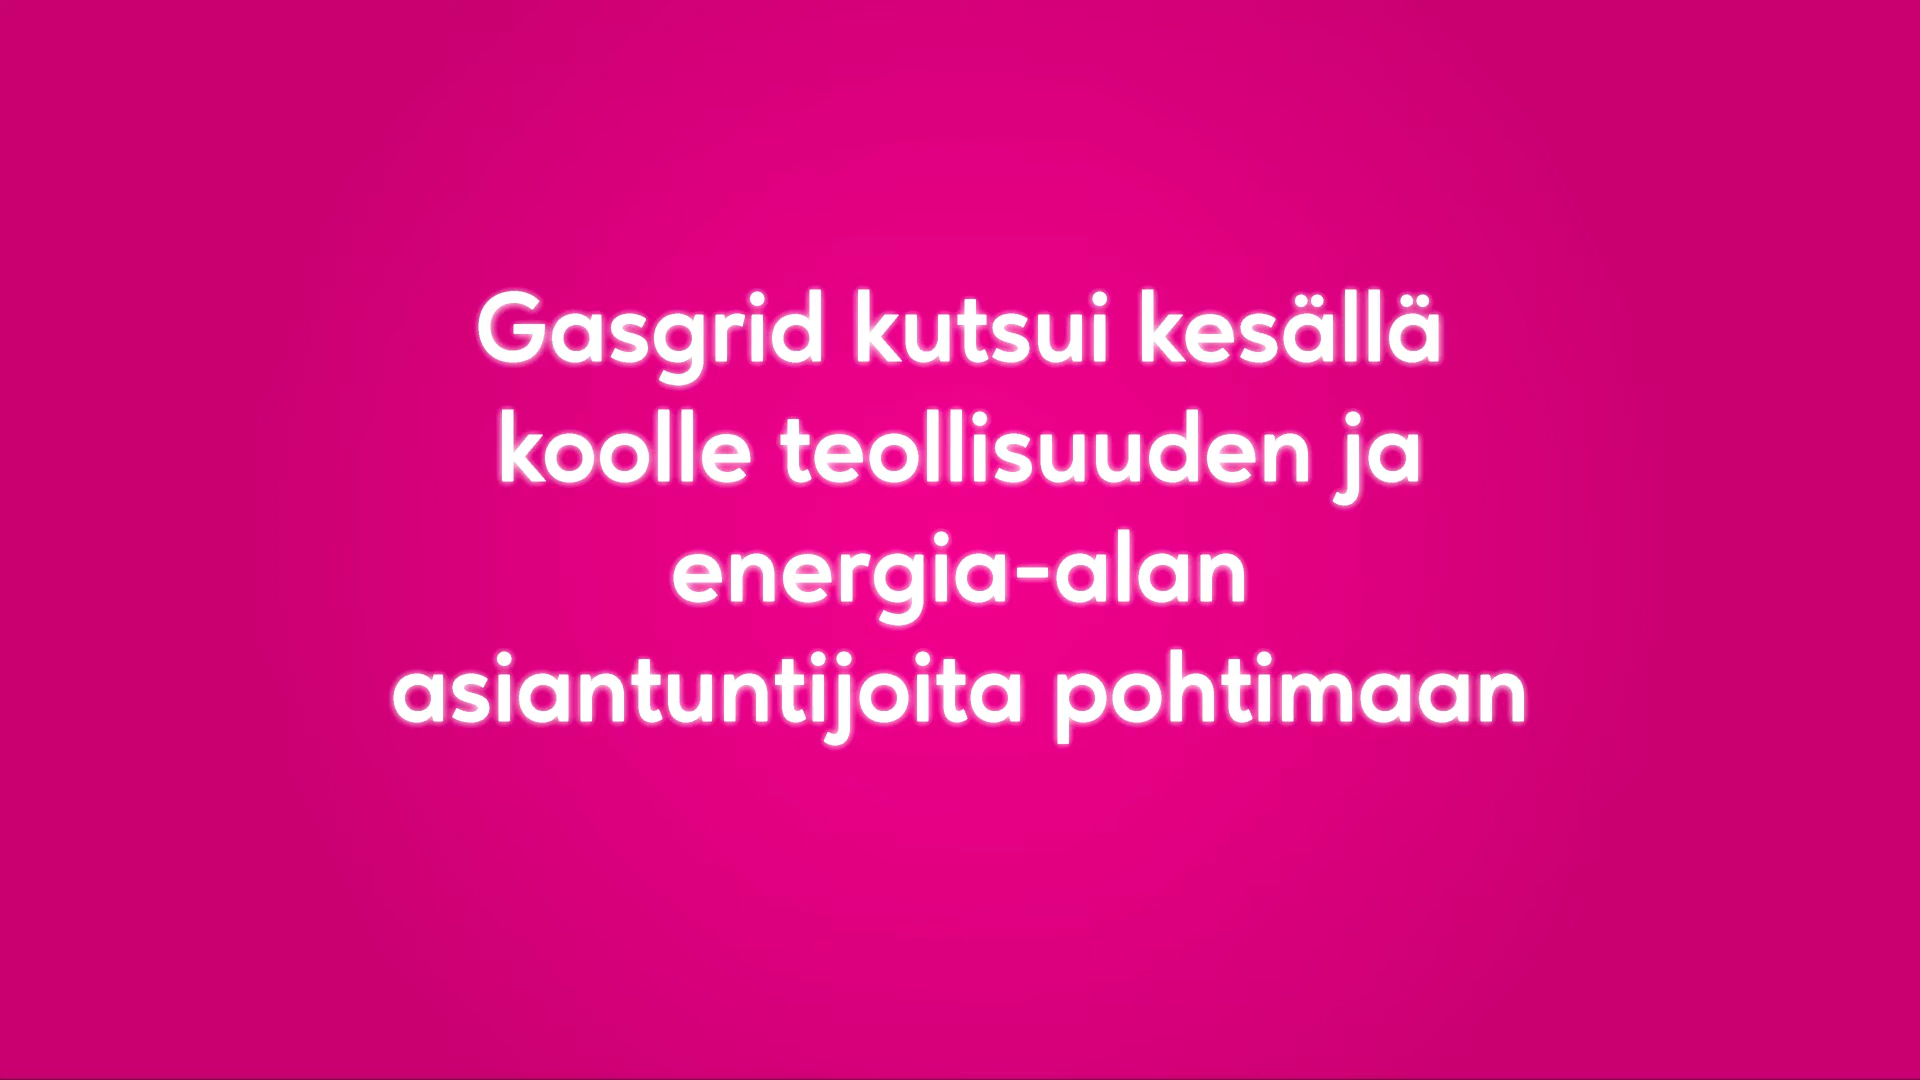 Gasgrid kutsui kesällä
koolle teollisuuden ja
energia-alan
asiantuntijoita pohtimaan